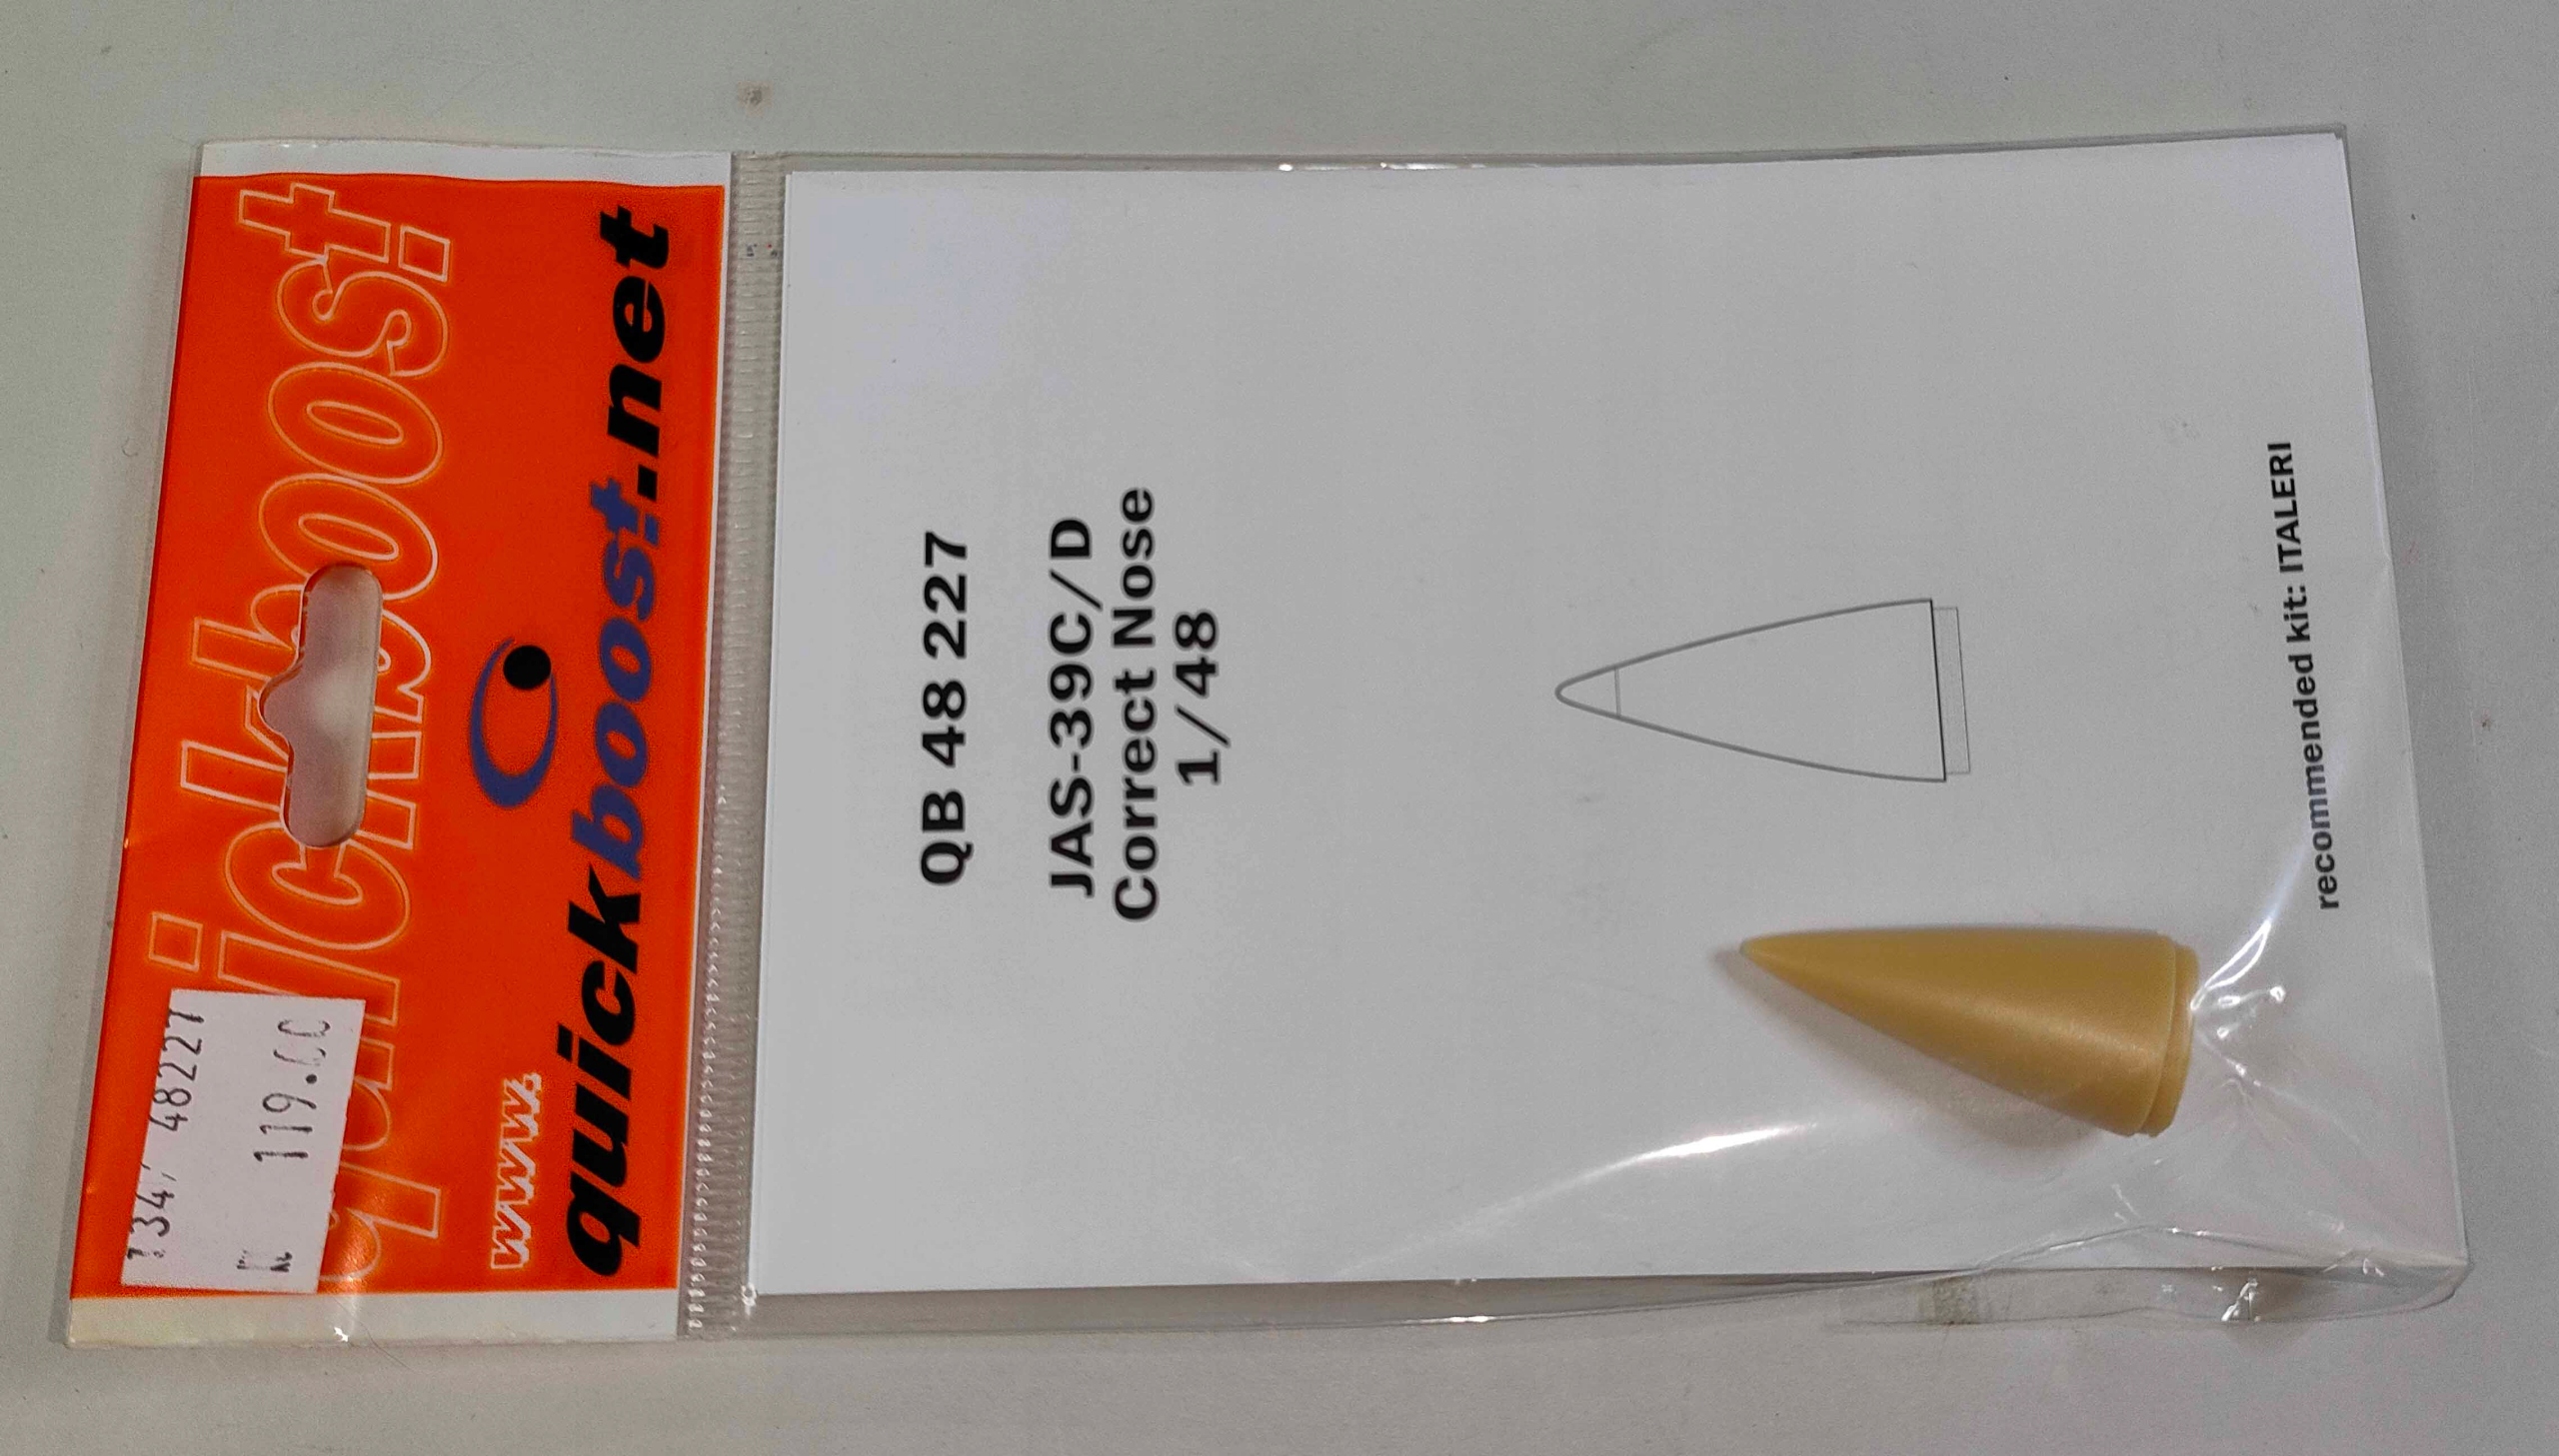 quickboost
www.
quickboost.net
48227
119.00
QB 48 227
JAS-39C/D
Correct Nose
1/48
recommended kit: ITALERI